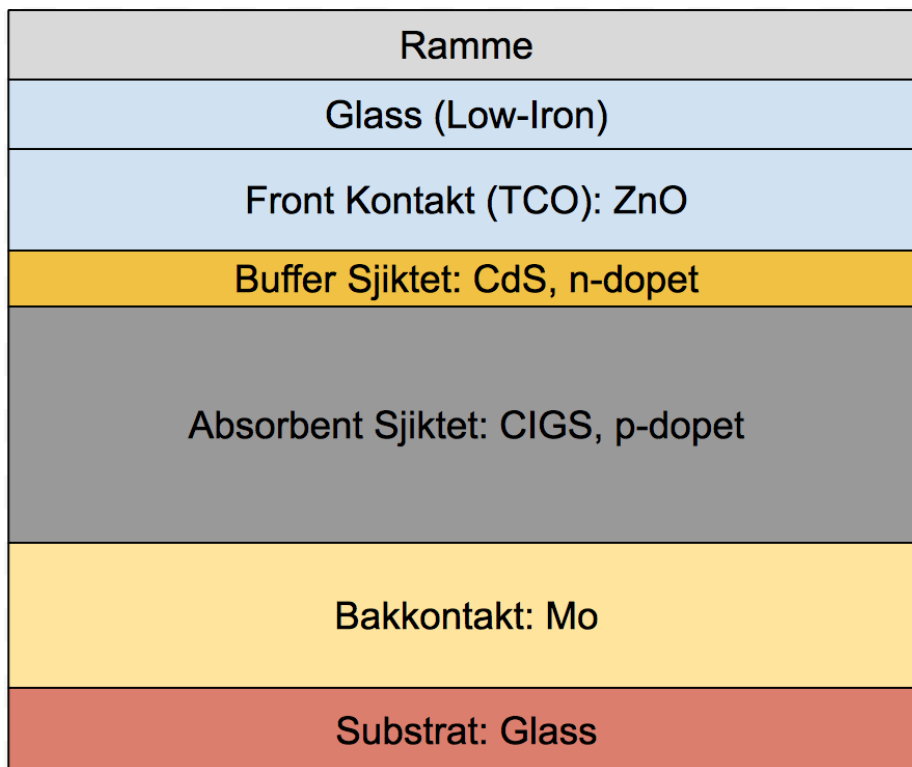 Ramme
Glass (Low-Iron)
Front Kontakt (TCO): ZnO
Buffer Sjiktet: CdS, n-dopet
Absorbent Sjiktet: CIGS, p-dopet
Bakkontakt: Mo
Substrat: Glass